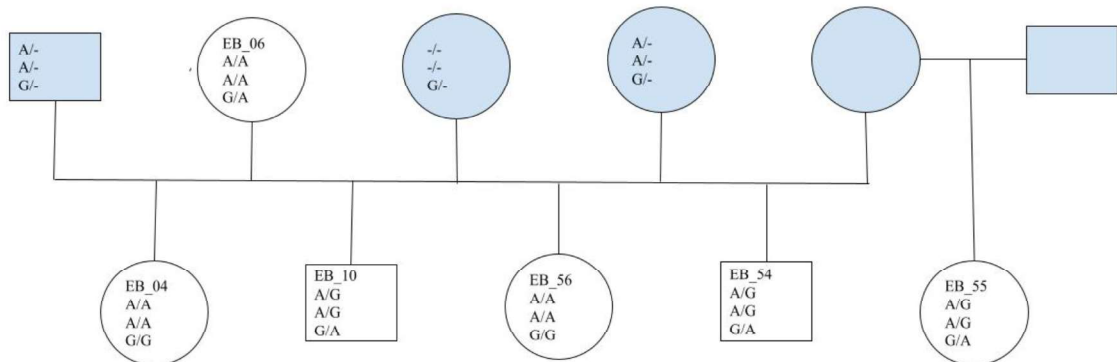 A/-
A/-
G/-
EB_06
A/A
A/A
G/A
-/-
-/-
G/-
A/-
A/-
G/-
EB_04
A/A
A/A
G/G
EB_10
A/G
A/G
G/A
EB_56
A/A
A/A
G/G
EB_54
A/G
A/G
G/A
EB_55
A/G
A/G
G/A